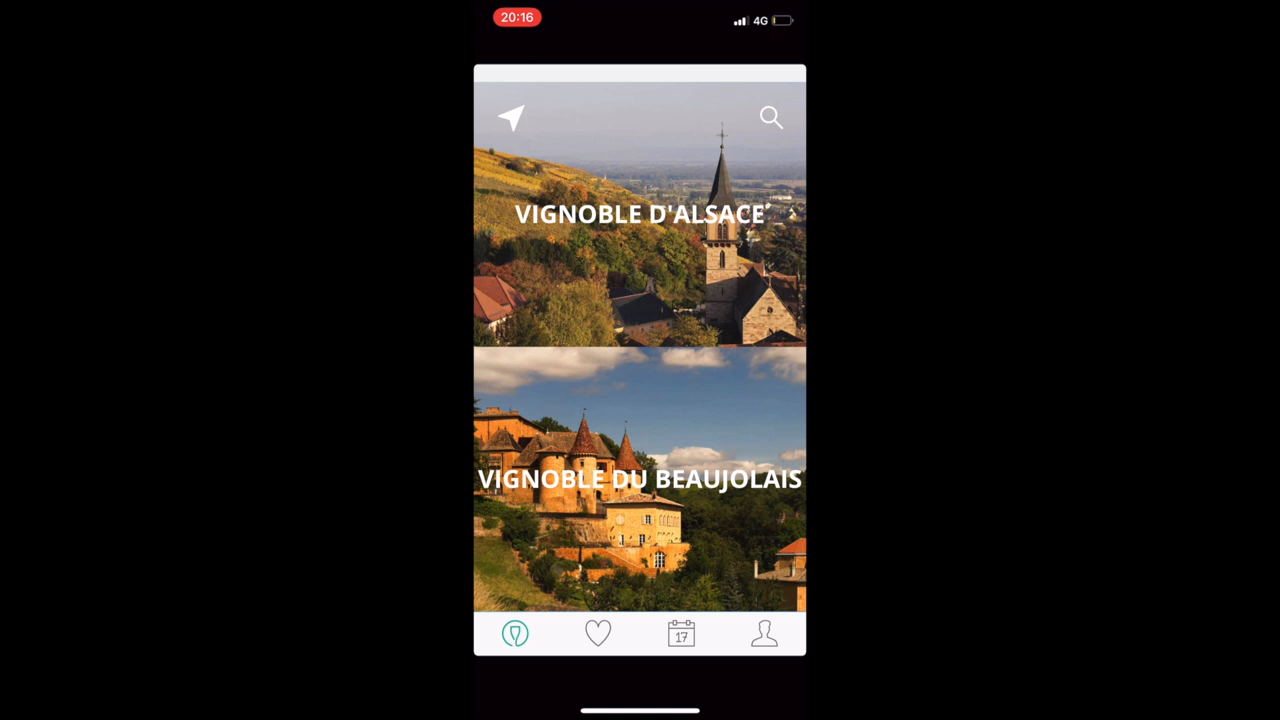 20:16
4G
VIGNOBLE D'ALSACE
VIGNOBLE DU BEAUJOLAIS
17